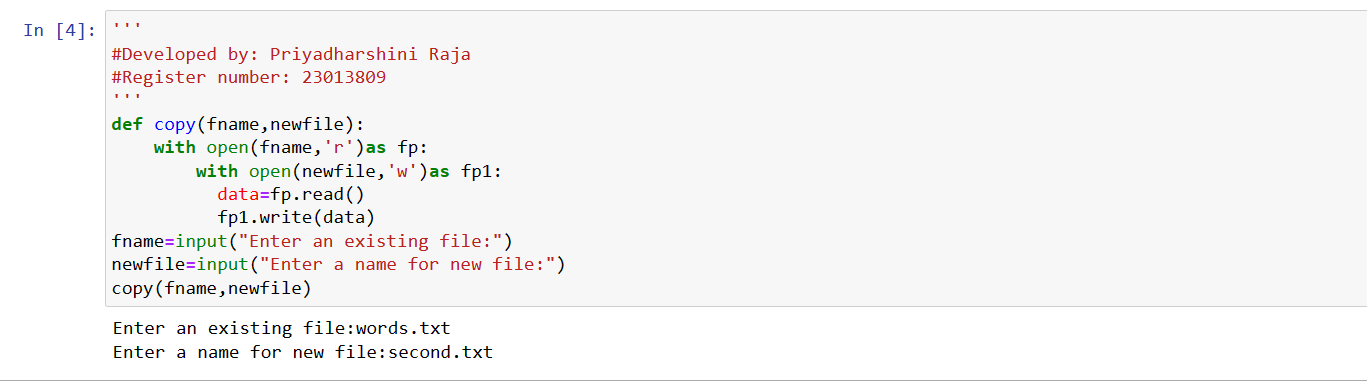 In [4]: '''
#Developed by: Priyadharshini Raja
#Register number: 23013809
'''
def copy(fname,newfile):
    with open(fname,'r')as fp:
        with open(newfile,'w')as fp1:
          data=fp.read()
          fp1.write(data)
fname=input("Enter an existing file:")
newfile=input("Enter a name for new file:")
copy(fname,newfile)
Enter an existing file:words.txt
Enter a name for new file:second.txt